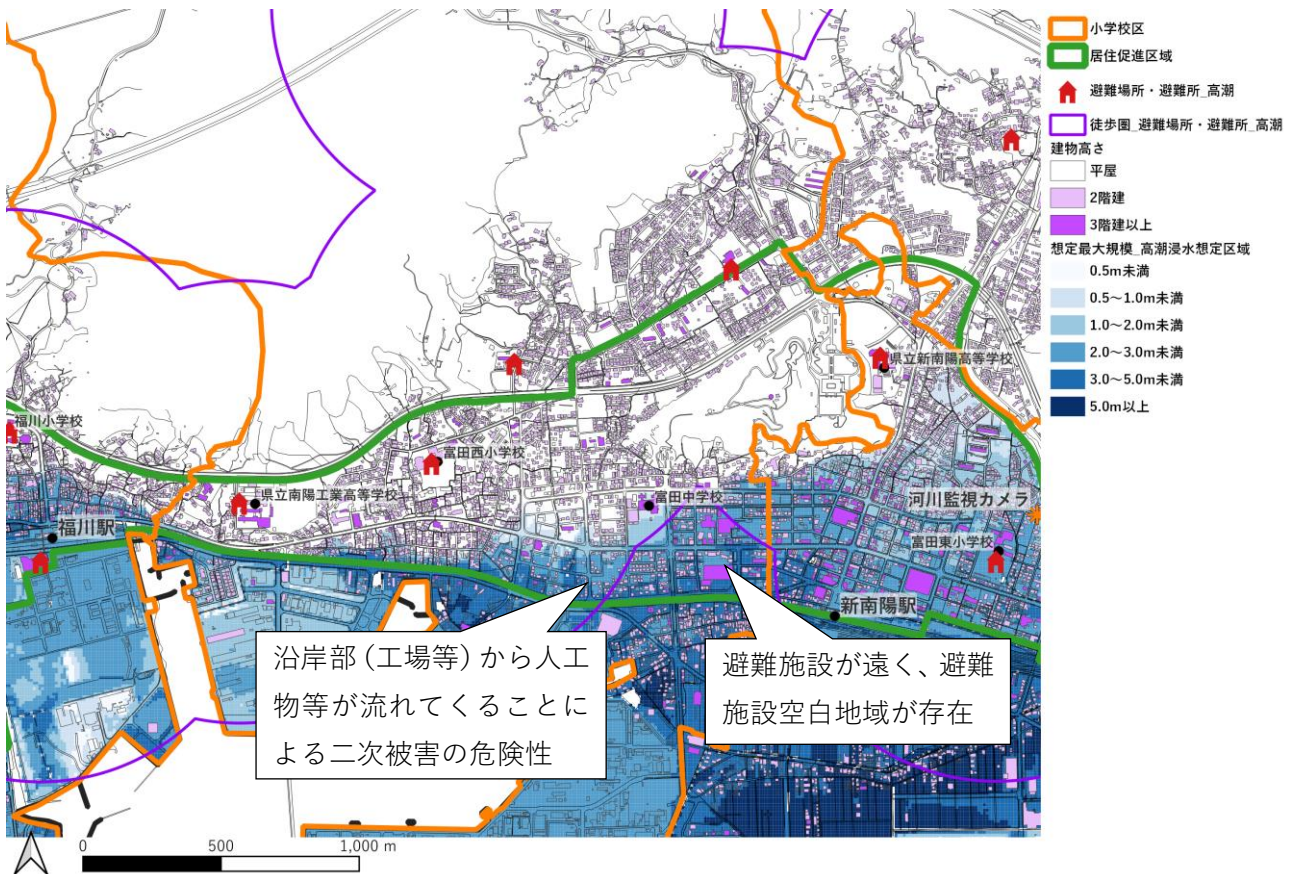 小学校区
居住促進区域
避難場所・避難所_高潮
徒歩圏_避難場所・避難所_高潮
建物高さ
平屋
2階建
3階建以上
想定最大規模_高潮浸水想定区域
0.5m未満
0.5～1.0m未満
1.0～2.0m未満
2.0～3.0m未満
3.0～5.0m未満
5.0m以上
県立新南陽高等学校
福川小学校
富田西小学校
県立南陽工業高等学校
富田中学校
河川監視カメラ
福川駅
富田東小学校
新南陽駅
沿岸部（工場等）から人工
物等が流れてくることに
よる二次被害の危険性
避難施設が遠く、避難
施設空白地域が存在
0 500 1,000 m